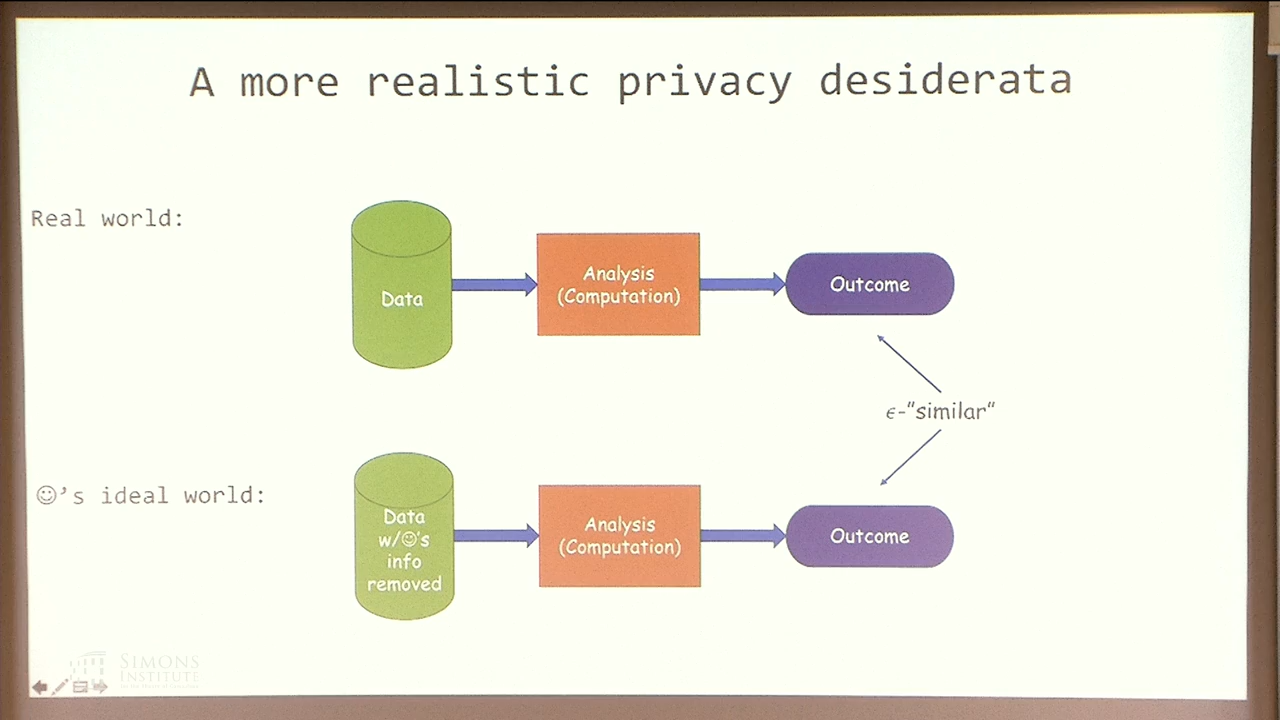 A more realistic privacy desiderata
Real world:
Data
Analysis
(Computation)
Outcome
ϵ-"similar"
☺'s ideal world:
Data
w/☺'s
info
removed
Analysis
(Computation)
Outcome
SIMONS
INSTITUTE